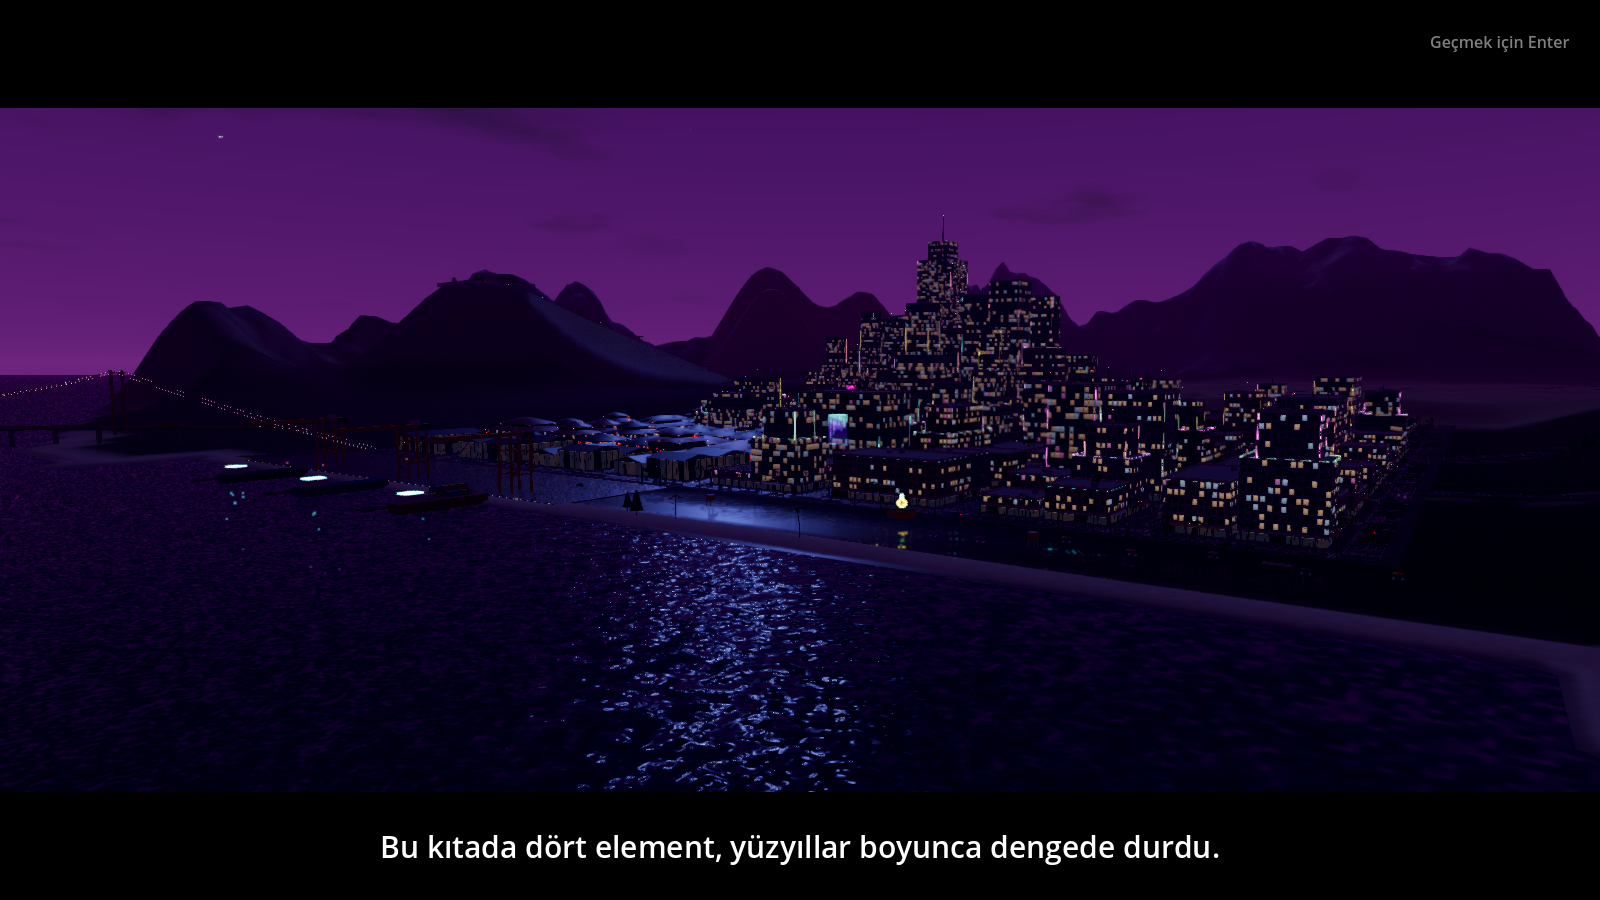 Geçmek için Enter
Bu kıtada dört element, yüzyıllar boyunca dengede durdu.